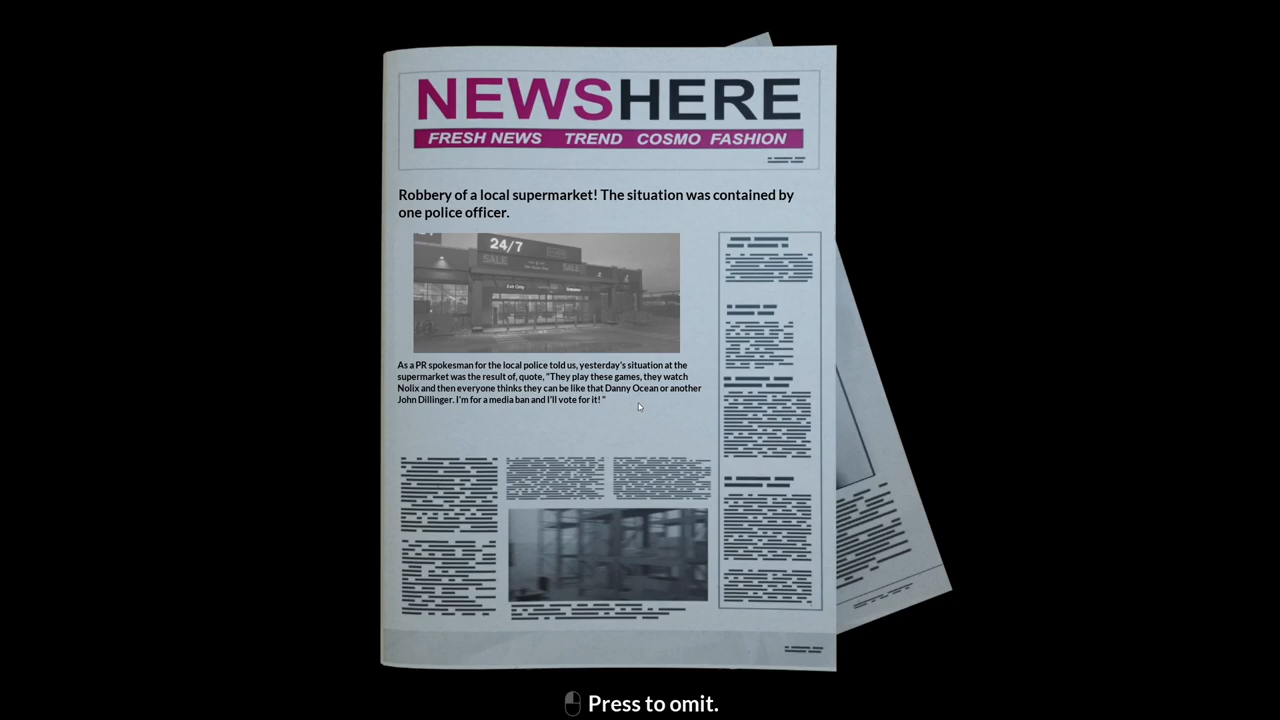 NEWSHERE
FRESH NEWS TREND COSMO FASHION
Robbery of a local supermarket! The situation was contained by
one police officer.
24/7
SALE
SALE
As a PR spokesman for the local police told us, yesterday's situation at the
supermarket was the result of, quote, "They play these games, they watch
Nolix and then everyone thinks they can be like that Danny Ocean or another
John Dillinger. I'm for a media ban and I'll vote for it! "
Press to omit.